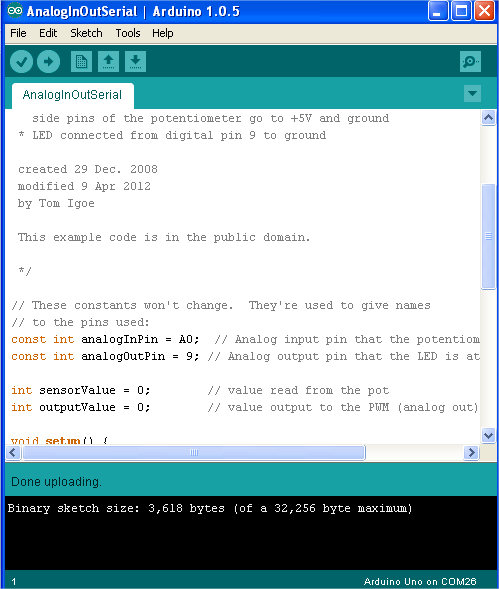 AnalogInOutSerial | Arduino 1.0.5
File Edit Sketch Tools Help
AnalogInOutSerial
side pins of the potentiometer go to +5V and ground
* LED connected from digital pin 9 to ground
created 29 Dec. 2008
modified 9 Apr 2012
by Tom Igoe
This example code is in the public domain.
*/
// These constants won't change.  They're used to give names
// to the pins used:
const int analogInPin = A0;  // Analog input pin that the potentiom
const int analogOutPin = 9; // Analog output pin that the LED is at
int sensorValue = 0;        // value read from the pot
int outputValue = 0;        // value output to the PWM (analog out)
void setup() {
Done uploading.
Binary sketch size: 3,618 bytes (of a 32,256 byte maximum)
1 Arduino Uno on COM26